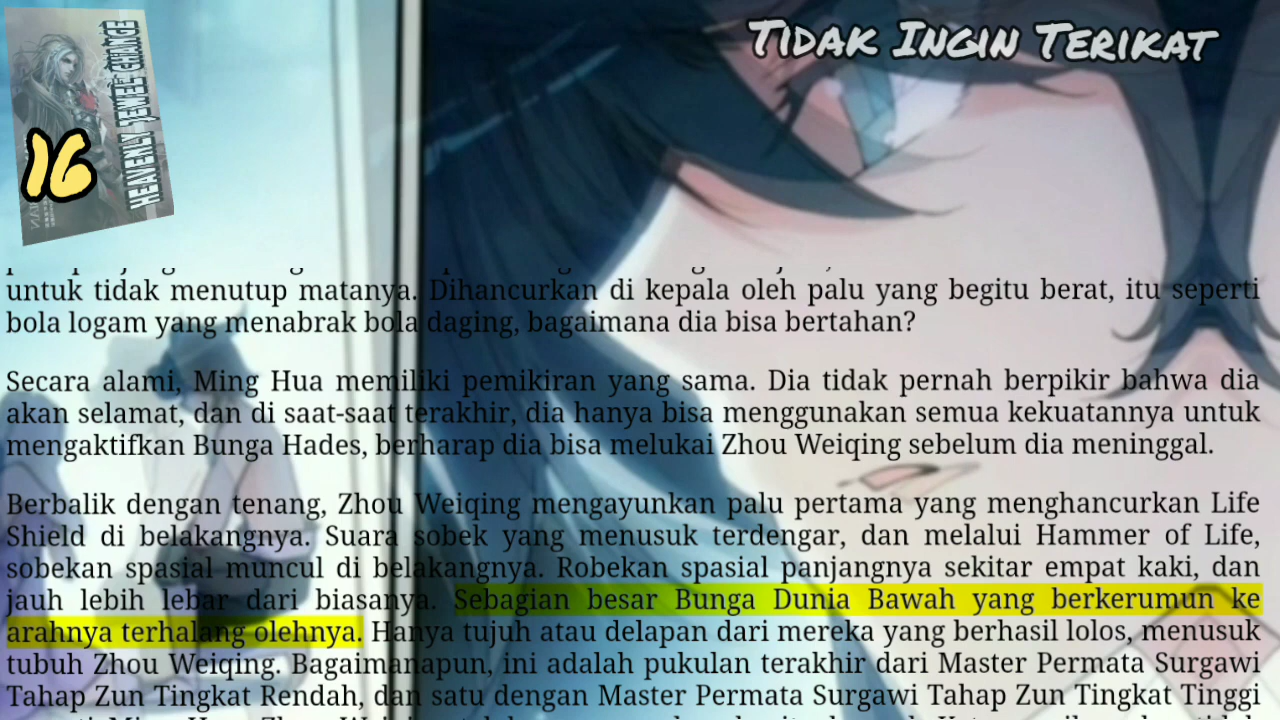 TIDAK INGIN TERIKAT
HEAVENLY JEWEL CHANGE
16
untuk tidak menutup matanya. Dihancurkan di kepala oleh palu yang begitu berat, itu seperti
bola logam yang menabrak bola daging, bagaimana dia bisa bertahan?
Secara alami, Ming Hua memiliki pemikiran yang sama. Dia tidak pernah berpikir bahwa dia
akan selamat, dan di saat-saat terakhir, dia hanya bisa menggunakan semua kekuatannya untuk
mengaktifkan Bunga Hades, berharap dia bisa melukai Zhou Weiqing sebelum dia meninggal.
Berbalik dengan tenang, Zhou Weiqing mengayunkan palu pertama yang menghancurkan Life
Shield di belakangnya. Suara sobek yang menusuk terdengar, dan melalui Hammer of Life,
sobekan spasial muncul di belakangnya. Robekan spasial panjangnya sekitar empat kaki, dan
jauh lebih lebar dari biasanya. Sebagian besar Bunga Dunia Bawah yang berkerumun ke
arahnya terhalang olehnya. Hanya tujuh atau delapan dari mereka yang berhasil lolos, menusuk
tubuh Zhou Weiqing. Bagaimanapun, ini adalah pukulan terakhir dari Master Permata Surgawi
Tahap Zun Tingkat Rendah, dan satu dengan Master Permata Surgawi Tahap Zun Tingkat Tinggi